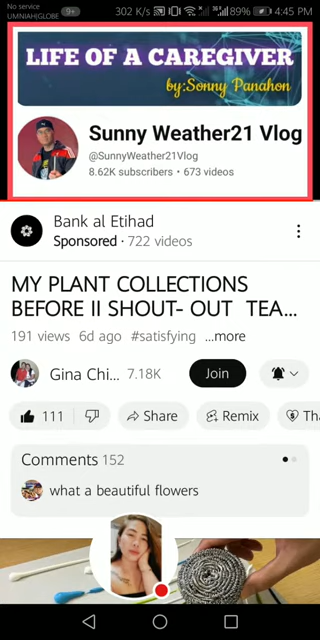 No service
UMNIAH|GLOBE
9+
302 K/s
89%
4:45 PM
LIFE OF A CAREGIVER
by:Sonny Panahon
Sunny Weather21 Vlog
@SunnyWeather21Vlog
8.62K subscribers • 673 videos
Bank al Etihad
Sponsored · 722 videos
MY PLANT COLLECTIONS
BEFORE II SHOUT- OUT TEA...
191 views 6d ago #satisfying ...more
Gina Chi... 7.18K Join
111 Share Remix Tha
Comments 152
what a beautiful flowers